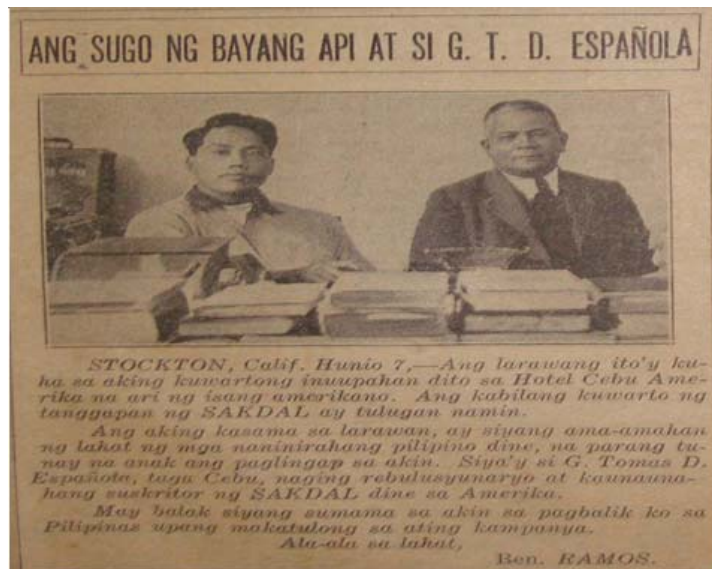 ANG SUGO NG BAYANG API AT SI G. T. D. ESPAÑOLA
STOCKTON, Calif. Hunio 7,—Ang larawang ito'y ku-
ha sa aking kuwartong inuupahan dito sa Hotel Cebu Ame-
rika na ari ng isang amerikano. Ang kabilang kuwarto ng
tanggapan ng SAKDAL ay tulugan namin.
Ang aking kasama sa larawan, ay siyang ama-amahan
ng lahat ng mga naninirahang pilipino dine, na parang tu-
nay na anak ang paglingap sa akin. Siya'y si G. Tomas D.
Española, taga Cebu, naging rebulusyunaryo at kaunauna-
hang suskritor ng SAKDAL dine sa Amerika.
May balak siyang sumama sa akin sa pagbalik ko sa
Pilipinas upang makatulong sa ating kampanya.
Ala-ala sa lahat,
Ben. RAMOS.